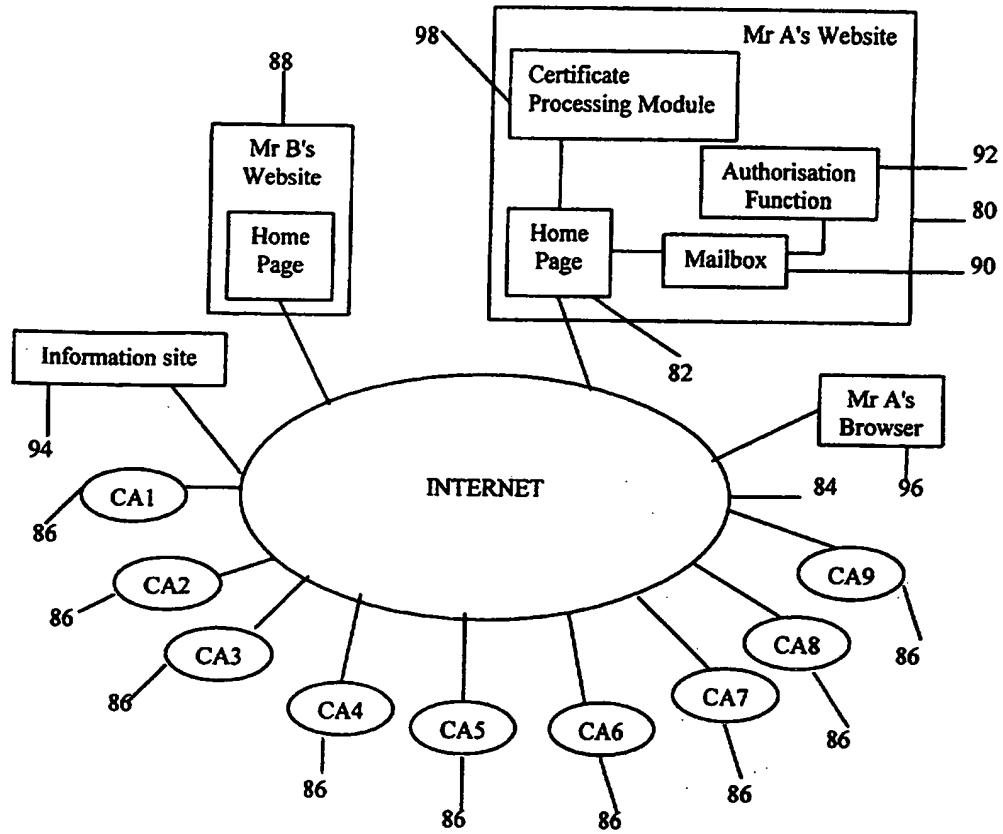 98
Mr A's Website
Certificate
Processing Module
88
Mr B's
Website
Home
Page
92
Authorisation
Function
80
Home
Page
Mailbox
90
82
Information site
94
Mr A's
Browser
96
INTERNET
84
CA1
86
CA2
86
CA3
86
CA4
86
CA5
86
CA6
86
CA7
86
CA8
86
CA9
86